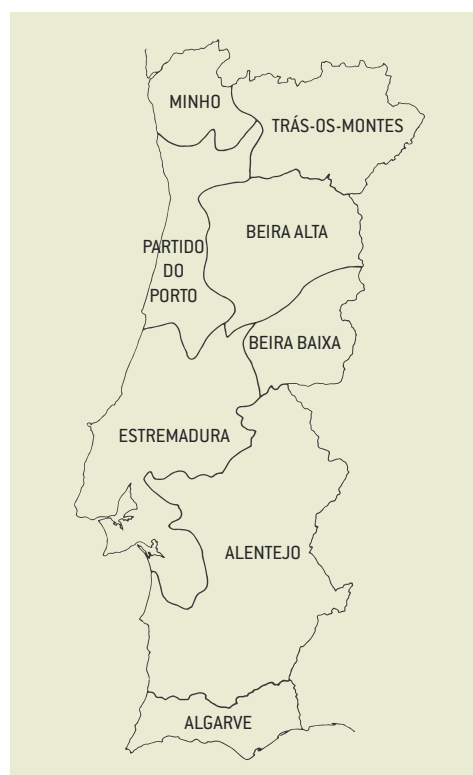 MINHO
TRÁS-OS-MONTES
BEIRA ALTA
PARTIDO
DO
PORTO
BEIRA BAIXA
ESTREMADURA
ALENTEJO
ALGARVE